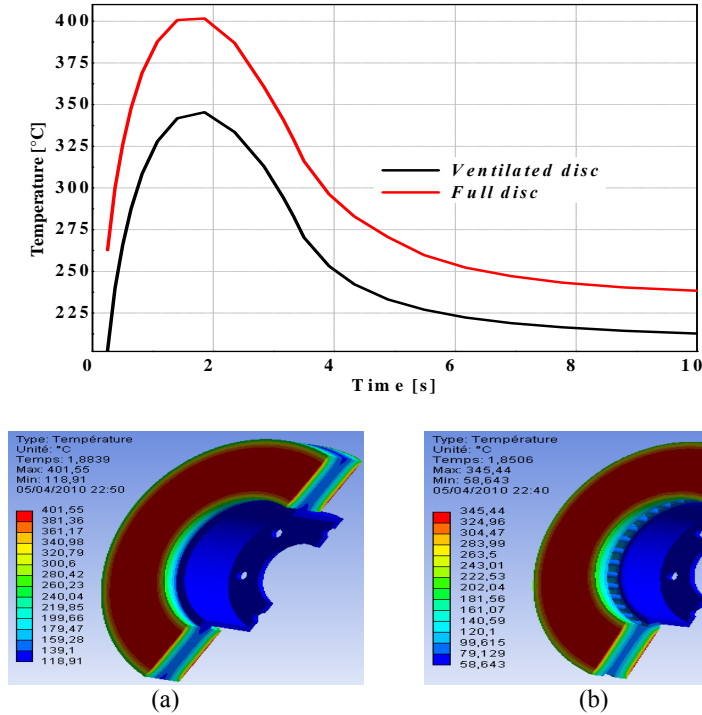 400
375
350
325
300
275
250
225
Temperature [°C]
Ventilated disc
Full disc
0 2 4 6 8 10
Time [s]
Type: Température
Unité: °C
Temps: 1,8839
Max: 401,55
Min: 118,91
05/04/2010 22:50
401,55
381,36
361,17
340,98
320,79
300,6
280,42
260,23
240,04
219,85
199,66
179,47
159,28
139,1
118,91
(a)
Type: Température
Unité: °C
Temps: 1,8506
Max: 345,44
Min: 58,643
05/04/2010 22:40
345,44
324,96
304,47
283,99
263,5
243,01
222,53
202,04
181,56
161,07
140,59
120,1
99,615
79,129
58,643
(b)